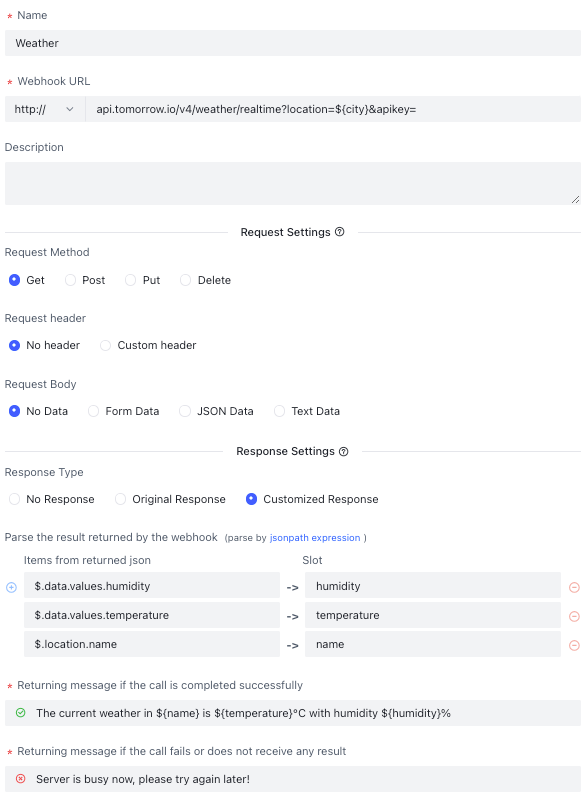 * Name
Weather
* Webhook URL
http:// api.tomorrow.io/v4/weather/realtime?location=${city}&apikey=
Description
Request Settings
Request Method
Get Post Put Delete
Request header
No header Custom header
Request Body
No Data Form Data JSON Data Text Data
Response Settings
Response Type
No Response Original Response Customized Response
Parse the result returned by the webhook (parse by jsonpath expression )
Items from returned json Slot
$.data.values.humidity -> humidity
$.data.values.temperature -> temperature
$.location.name -> name
* Returning message if the call is completed successfully
The current weather in ${name} is ${temperature}°C with humidity ${humidity}%
* Returning message if the call fails or does not receive any result
Server is busy now, please try again later!